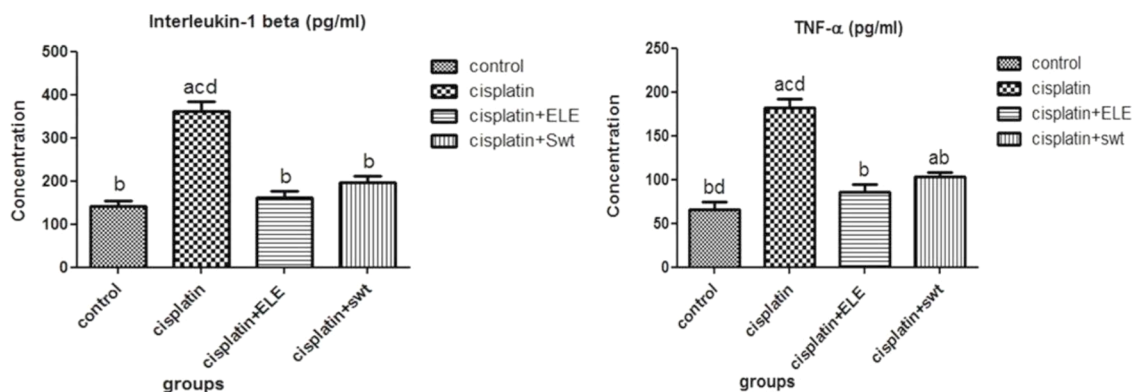 Interleukin-1 beta (pg/ml)
Concentration
500
400
300
200
100
0
b
acd
b
b
control
cisplatin
cisplatin+ELE
cisplatin+swt
groups
control
cisplatin
cisplatin+ELE
cisplatin+Swt
TNF-α (pg/ml)
Concentration
250
200
150
100
50
0
bd
acd
b
ab
control
cisplatin
cisplatin+ELE
cisplatin+swt
groups
control
cisplatin
cisplatin+ELE
cisplatin+swt